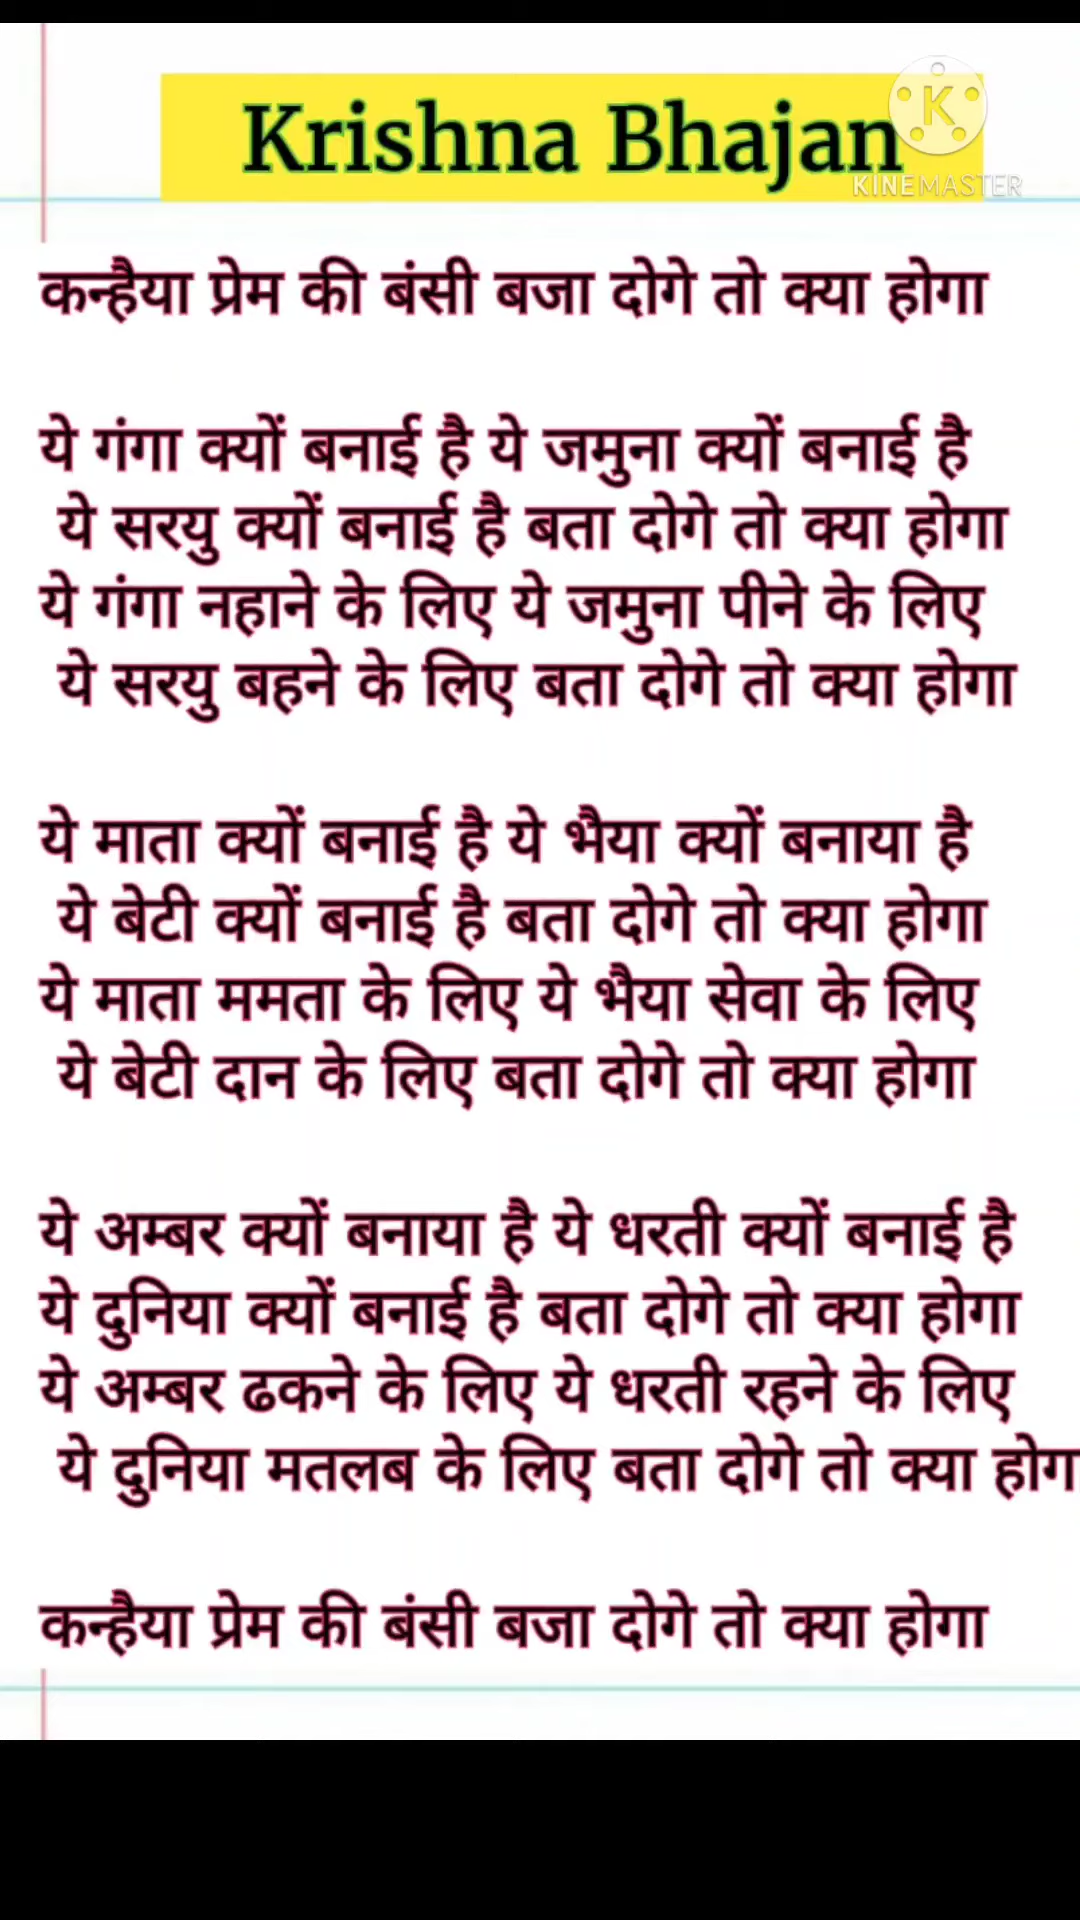 Krishna Bhajan
KINEMASTER
कन्हैया प्रेम की बंसी बजा दोगे तो क्या होगा
ये गंगा क्यों बनाई है ये जमुना क्यों बनाई है
ये सरयु क्यों बनाई है बता दोगे तो क्या होगा
ये गंगा नहाने के लिए ये जमुना पीने के लिए
ये सरयु बहने के लिए बता दोगे तो क्या होगा
ये माता क्यों बनाई है ये भैया क्यों बनाया है
ये बेटी क्यों बनाई है बता दोगे तो क्या होगा
ये माता ममता के लिए ये भैया सेवा के लिए
ये बेटी दान के लिए बता दोगे तो क्या होगा
ये अम्बर क्यों बनाया है ये धरती क्यों बनाई है
ये दुनिया क्यों बनाई है बता दोगे तो क्या होगा
ये अम्बर ढकने के लिए ये धरती रहने के लिए
ये दुनिया मतलब के लिए बता दोगे तो क्या होग
कन्हैया प्रेम की बंसी बजा दोगे तो क्या होगा